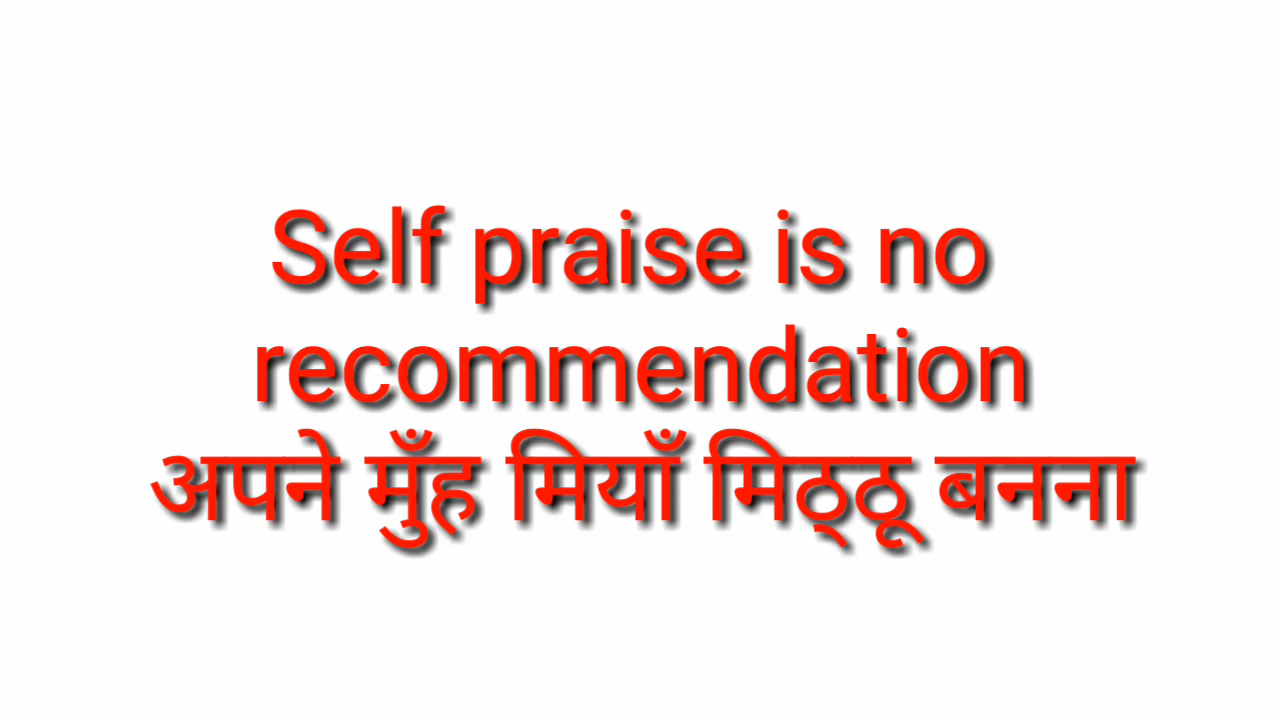 Self praise is no
recommendation
अपने मुँह मियाँ मिठ्ठू बनना